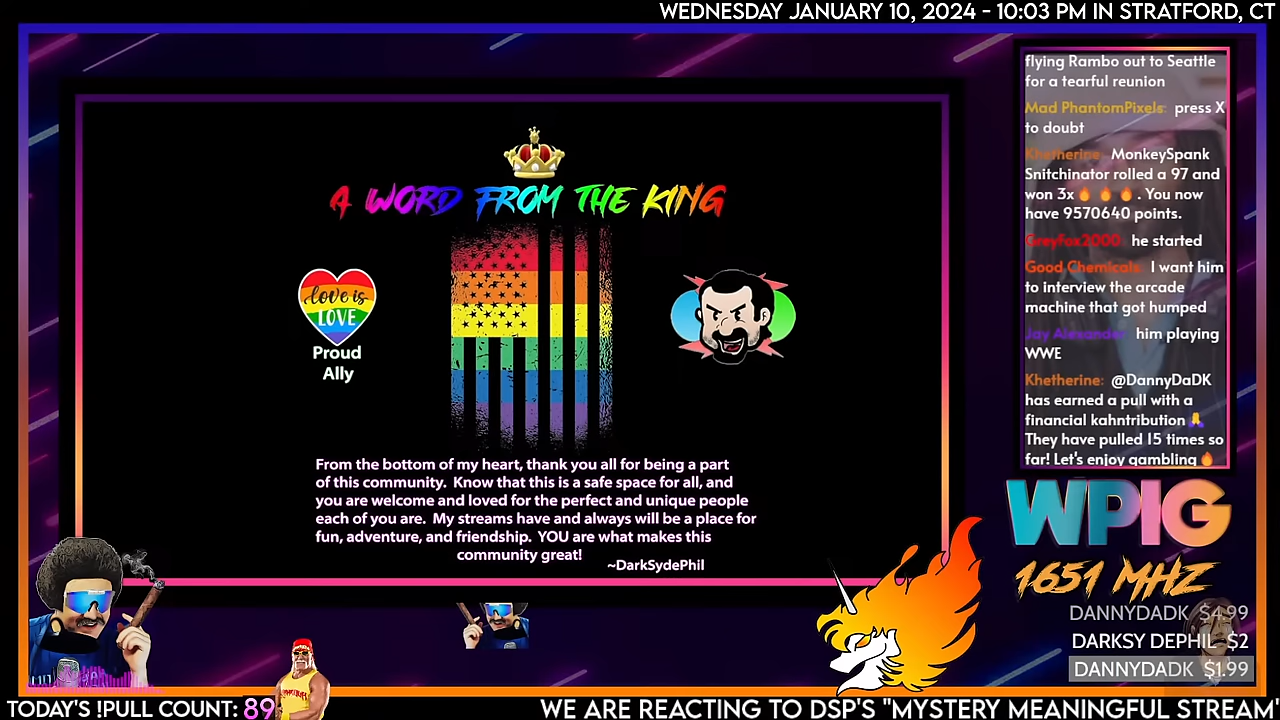 WEDNESDAY JANUARY 10, 2024 - 10:03 PM IN STRATFORD, CT
A WORD FROM THE KING
love is
LOVE
Proud
Ally
From the bottom of my heart, thank you all for being a part
of this community.  Know that this is a safe space for all, and
you are welcome and loved for the perfect and unique people
each of you are.  My streams have and always will be a place for
fun, adventure, and friendship.  YOU are what makes this
community great!
~DarkSydePhil
flying Rambo out to Seattle
for a tearful reunion
Mad PhantomPixels: press X
to doubt
Khetherine: MonkeySpank
Snitchinator rolled a 97 and
won 3x🔥🔥🔥. You now
have 9570640 points.
GreyFox2000: he started
Good Chemicals: I want him
to interview the arcade
machine that got humped
Jay Alexander: him playing
WWE
Khetherine: @DannyDaDK
has earned a pull with a
financial kahntribution
They have pulled 15 times so
far! Let's enjoy gambling 🔥
WPIG
1651 MHZ
DANNYDADK $4.99
DARKSY DEPHIL $2
DANNYDADK $1.99
TODAY'S !PULL COUNT: 89
WE ARE REACTING TO DSP'S "MYSTERY MEANINGFUL STREAM"